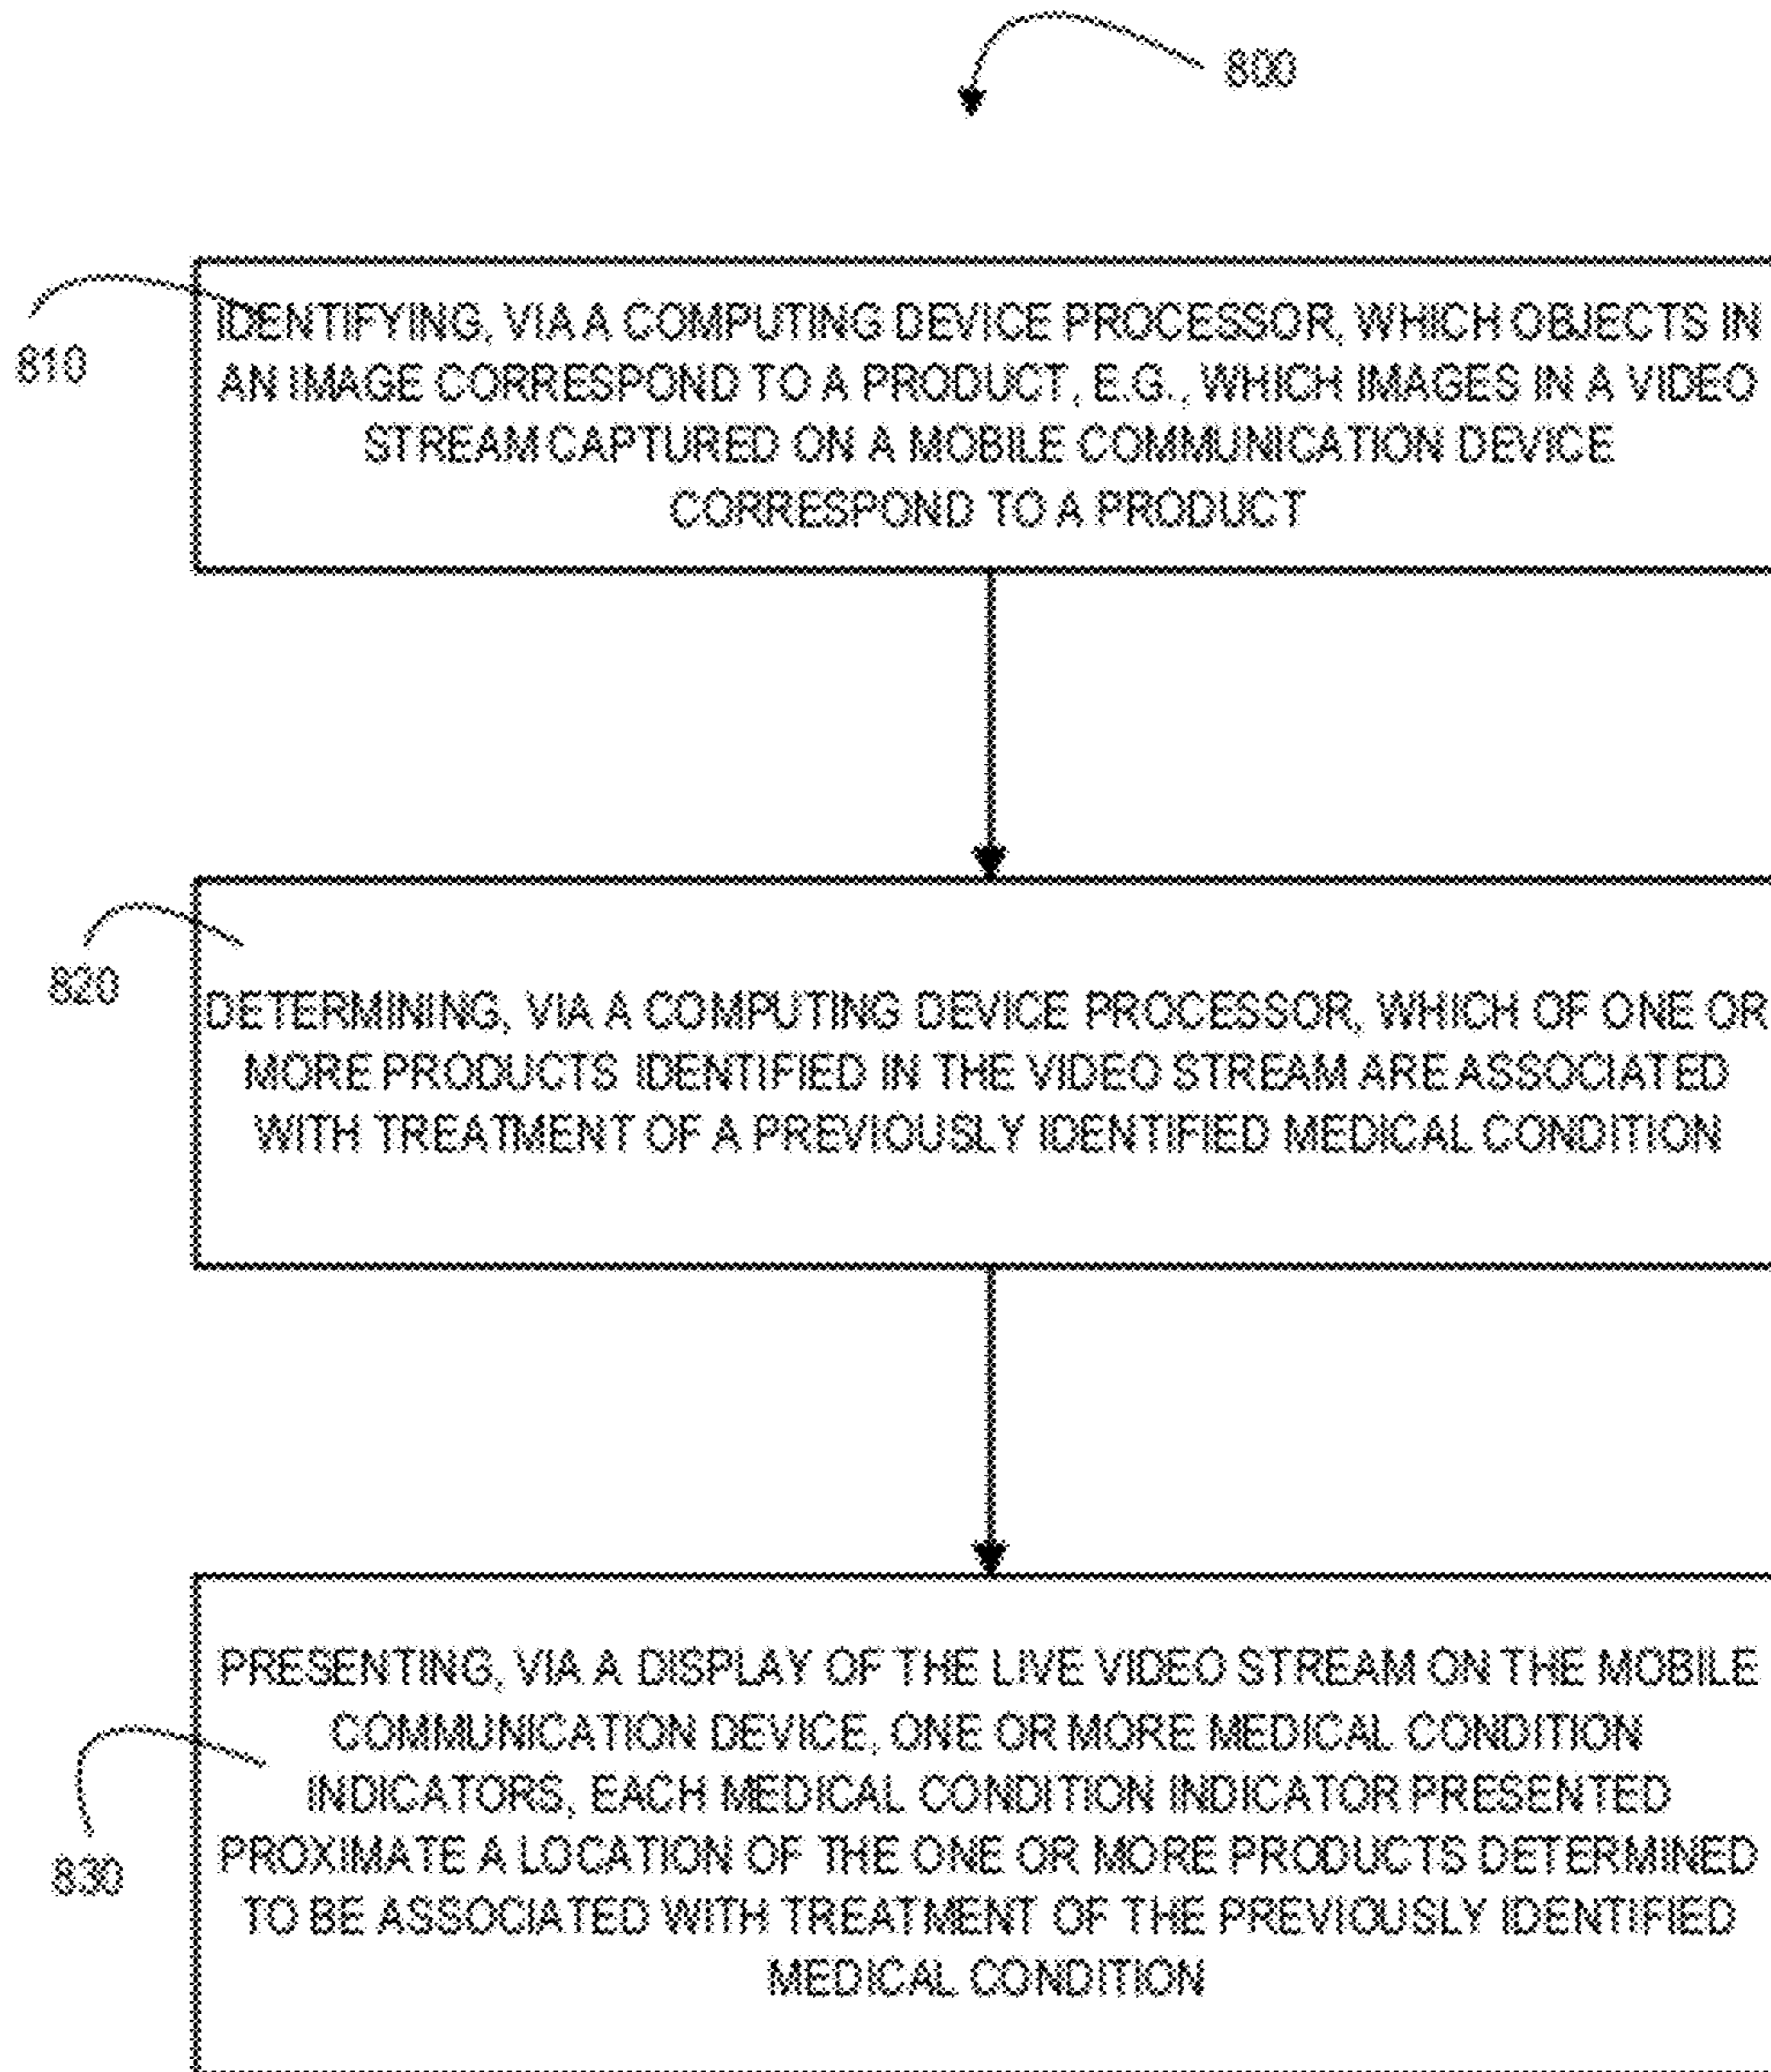 800
810
IDENTIFYING, VIA A COMPUTING DEVICE PROCESSOR, WHICH OBJECTS IN
AN IMAGE CORRESPOND TO A PRODUCT, E.G., WHICH IMAGES IN A VIDEO
STREAM CAPTURED ON A MOBILE COMMUNICATION DEVICE
CORRESPOND TO A PRODUCT
820
DETERMINING, VIA A COMPUTING DEVICE PROCESSOR, WHICH OF ONE OR
MORE PRODUCTS IDENTIFIED IN THE VIDEO STREAM ARE ASSOCIATED
WITH TREATMENT OF A PREVIOUSLY IDENTIFIED MEDICAL CONDITION
830
PRESENTING, VIA A DISPLAY OF THE LIVE VIDEO STREAM ON THE MOBILE
COMMUNICATION DEVICE, ONE OR MORE MEDICAL CONDITION
INDICATORS, EACH MEDICAL CONDITION INDICATOR PRESENTED
PROXIMATE A LOCATION OF THE ONE OR MORE PRODUCTS DETERMINED
TO BE ASSOCIATED WITH TREATMENT OF THE PREVIOUSLY IDENTIFIED
MEDICAL CONDITION